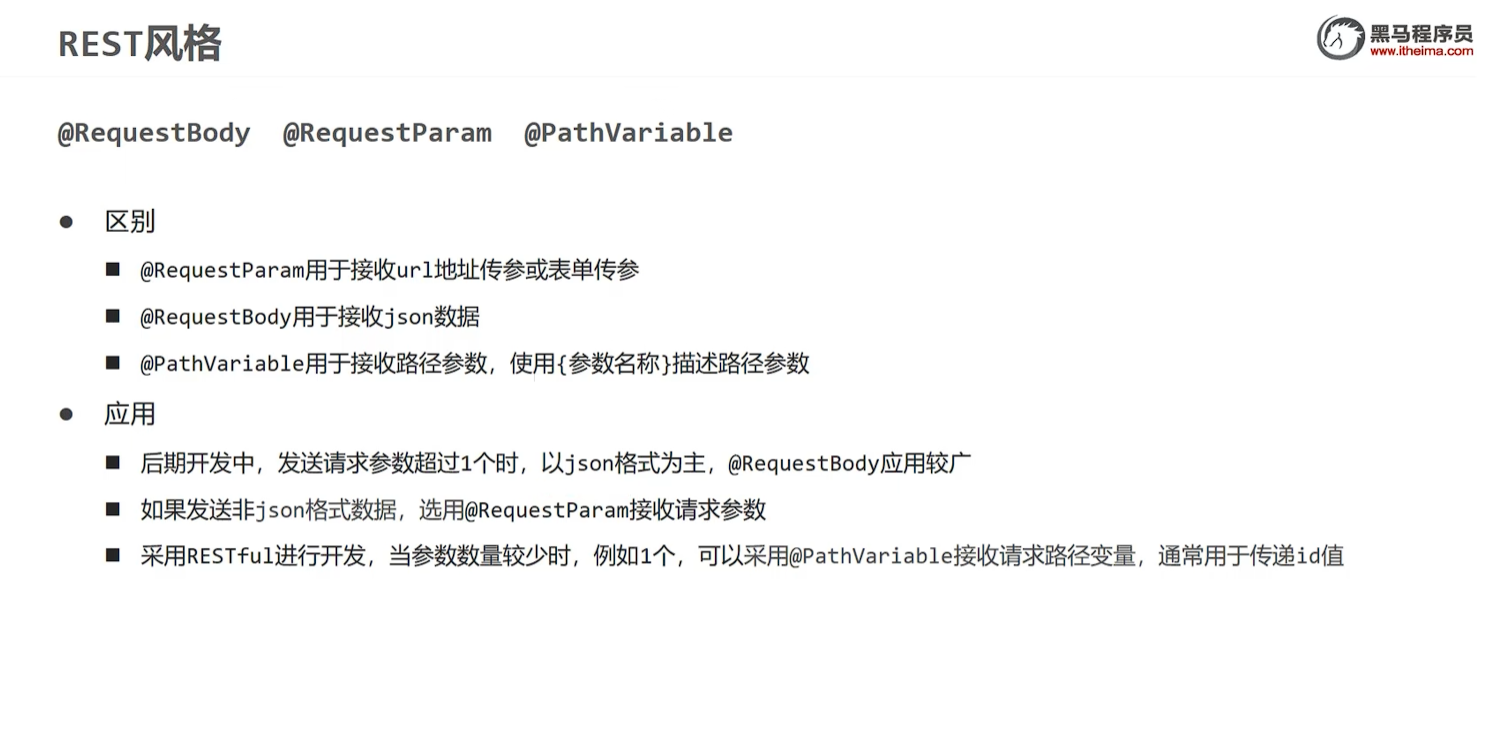 REST风格
黑马程序员
www.itheima.com
@RequestBody @RequestParam @PathVariable
● 区别
■ @RequestParam用于接收url地址传参或表单传参
■ @RequestBody用于接收json数据
■ @PathVariable用于接收路径参数，使用{参数名称}描述路径参数
● 应用
■ 后期开发中，发送请求参数超过1个时，以json格式为主，@RequestBody应用较广
■ 如果发送非json格式数据，选用@RequestParam接收请求参数
■ 采用RESTful进行开发，当参数数量较少时，例如1个，可以采用@PathVariable接收请求路径变量，通常用于传递id值